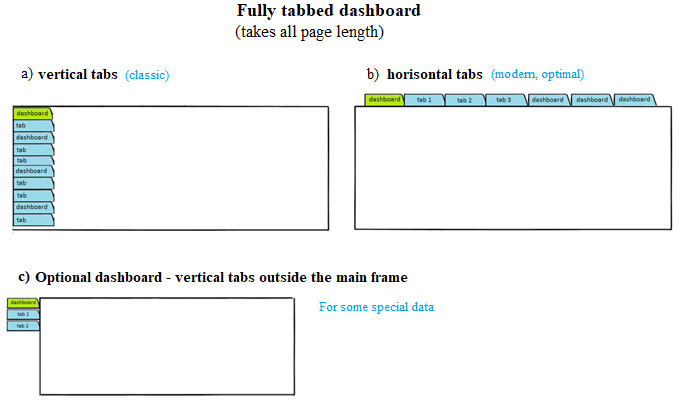 Fully tabbed dashboard
(takes all page length)
a) vertical tabs (classic)
b) horisontal tabs (modern, optimal)
dashboard tab 1 tab 2 tab 3 dashboard dashboard dashboard
dashboard
tab
dashboard
tab
tab
dashboard
tab
tab
dashboard
tab
c) Optional dashboard - vertical tabs outside the main frame
dashboard
tab 1
tab 2
For some special data